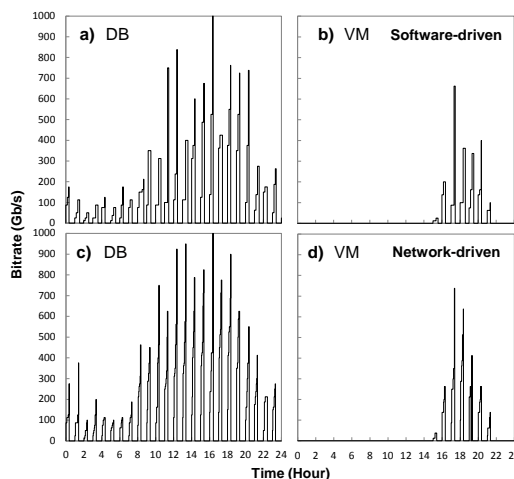 a) DB
b) VM Software-driven
1000
900
800
700
600
500
400
300
200
100
0
c) DB
d) VM Network-driven
1000
900
800
700
600
500
400
300
200
100
0
Bitrate (Gb/s)
0 2 4 6 8 10 12 14 16 18 20 22 24
0 2 4 6 8 10 12 14 16 18 20 22 24
Time (Hour)